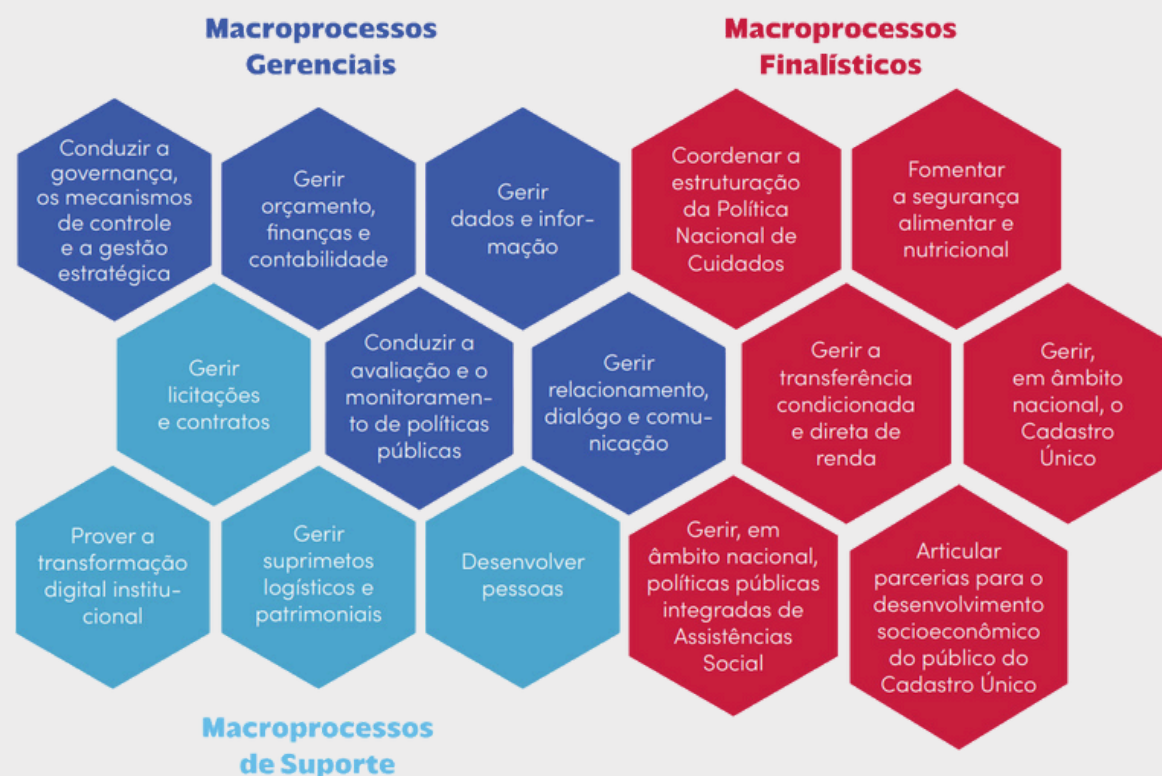 Macroprocessos
Gerenciais
Macroprocessos
Finalísticos
Conduzir a
governança,
os mecanismos
de controle
e a gestão
estratégica
Gerir
orçamento,
finanças e
contabilidade
Gerir
dados e infor-
mação
Coordenar a
estruturação
da Política
Nacional de
Cuidados
Fomentar
a segurança
alimentar e
nutricional
Gerir
licitações
e contratos
Conduzir a
avaliação e o
monitoramen-
to de políticas
públicas
Gerir
relacionamento,
dialógo e comu-
nicação
Gerir a
transferência
condicionada
e direta de
renda
Gerir,
em âmbito
nacional, o
Cadastro
Único
Prover a
transformação
digital institu-
cional
Gerir
suprimetos
logísticos e
patrimoniais
Desenvolver
pessoas
Gerir, em
âmbito nacional,
políticas públicas
integradas de
Assistências
Social
Articular
parcerias para o
desenvolvimento
socioeconômico
do público do
Cadastro Único
Macroprocessos
de Suporte